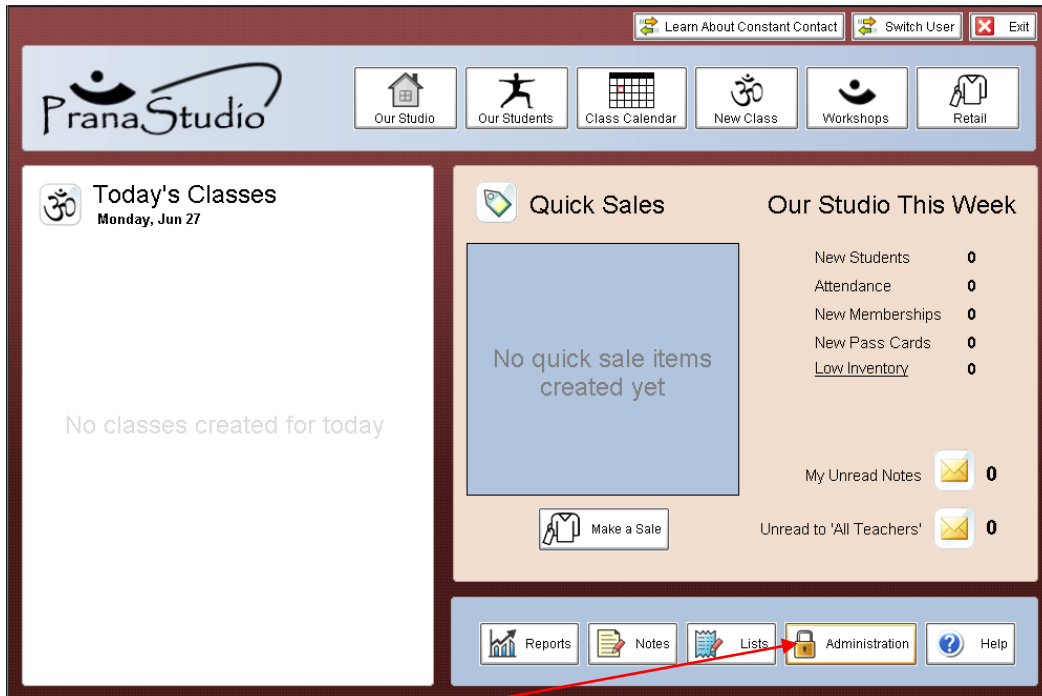 Learn About Constant Contact Switch User Exit
PranaStudio
Our Studio Our Students Class Calendar New Class Workshops Retail
Today's Classes
Monday, Jun 27
No classes created for today
Quick Sales
No quick sale items
created yet
Make a Sale
Our Studio This Week
New Students 0
Attendance 0
New Memberships 0
New Pass Cards 0
Low Inventory 0
My Unread Notes 0
Unread to 'All Teachers' 0
Reports Notes Lists Administration Help